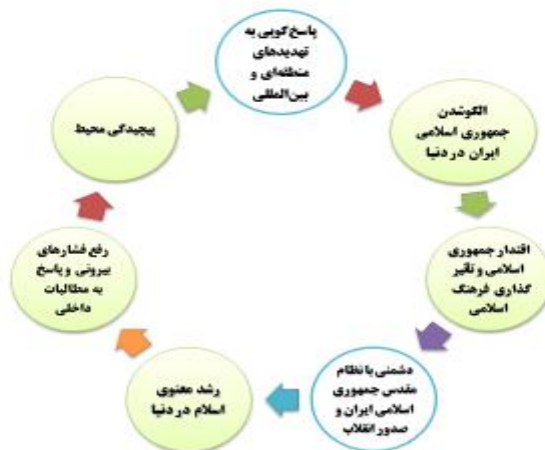 پاسخ‌گویی به
تهدیدهای
منطقه‌ای و
بین‌المللی
الگوشدن
جمهوری اسلامی
ایران در دنیا
اقتدار جمهوری
اسلامی و تأثیر
گذاری فرهنگ
اسلامی
دشمنی با نظام
مقدس جمهوری
اسلامی ایران و
صدور انقلاب
رشد معنوی
اسلام در دنیا
رفع فشارهای
بیرونی و پاسخ
به مطالبات
داخلی
پیچیدگی محیط